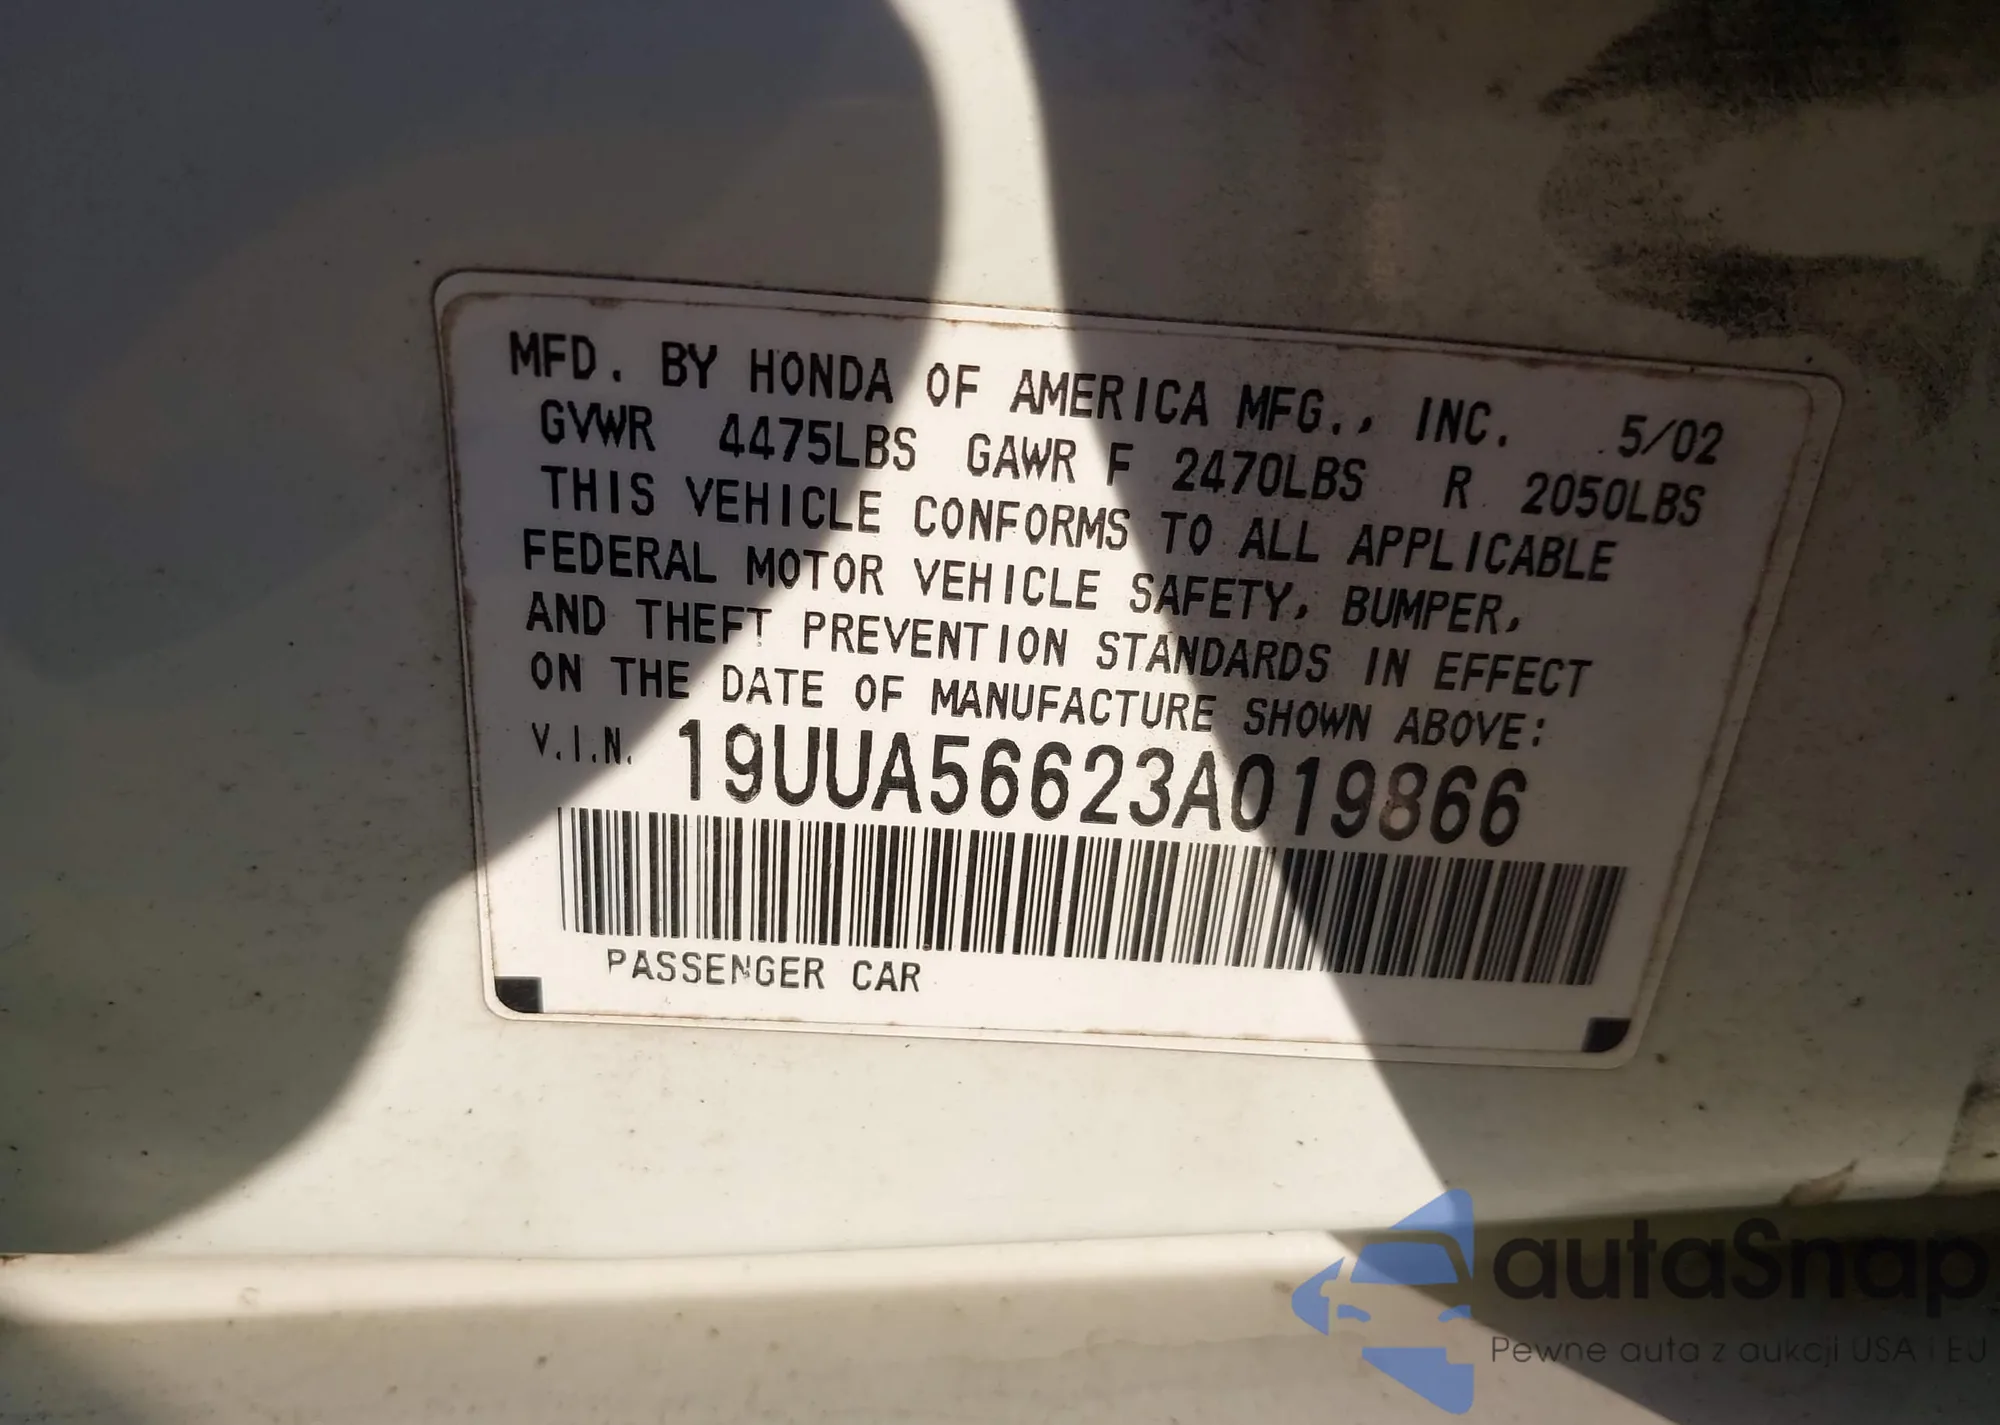 MFD. BY HONDA OF AMERICA MFG., INC. 5/02
GVWR 4475LBS GAWR F 2470LBS R 2050LBS
THIS VEHICLE CONFORMS TO ALL APPLICABLE
FEDERAL MOTOR VEHICLE SAFETY, BUMPER,
AND THEFT PREVENTION STANDARDS IN EFFECT
ON THE DATE OF MANUFACTURE SHOWN ABOVE:
V.I.N. 19UUA56623A019866
PASSENGER CAR
autaSnap
Pewne auta z aukcji USA i EU